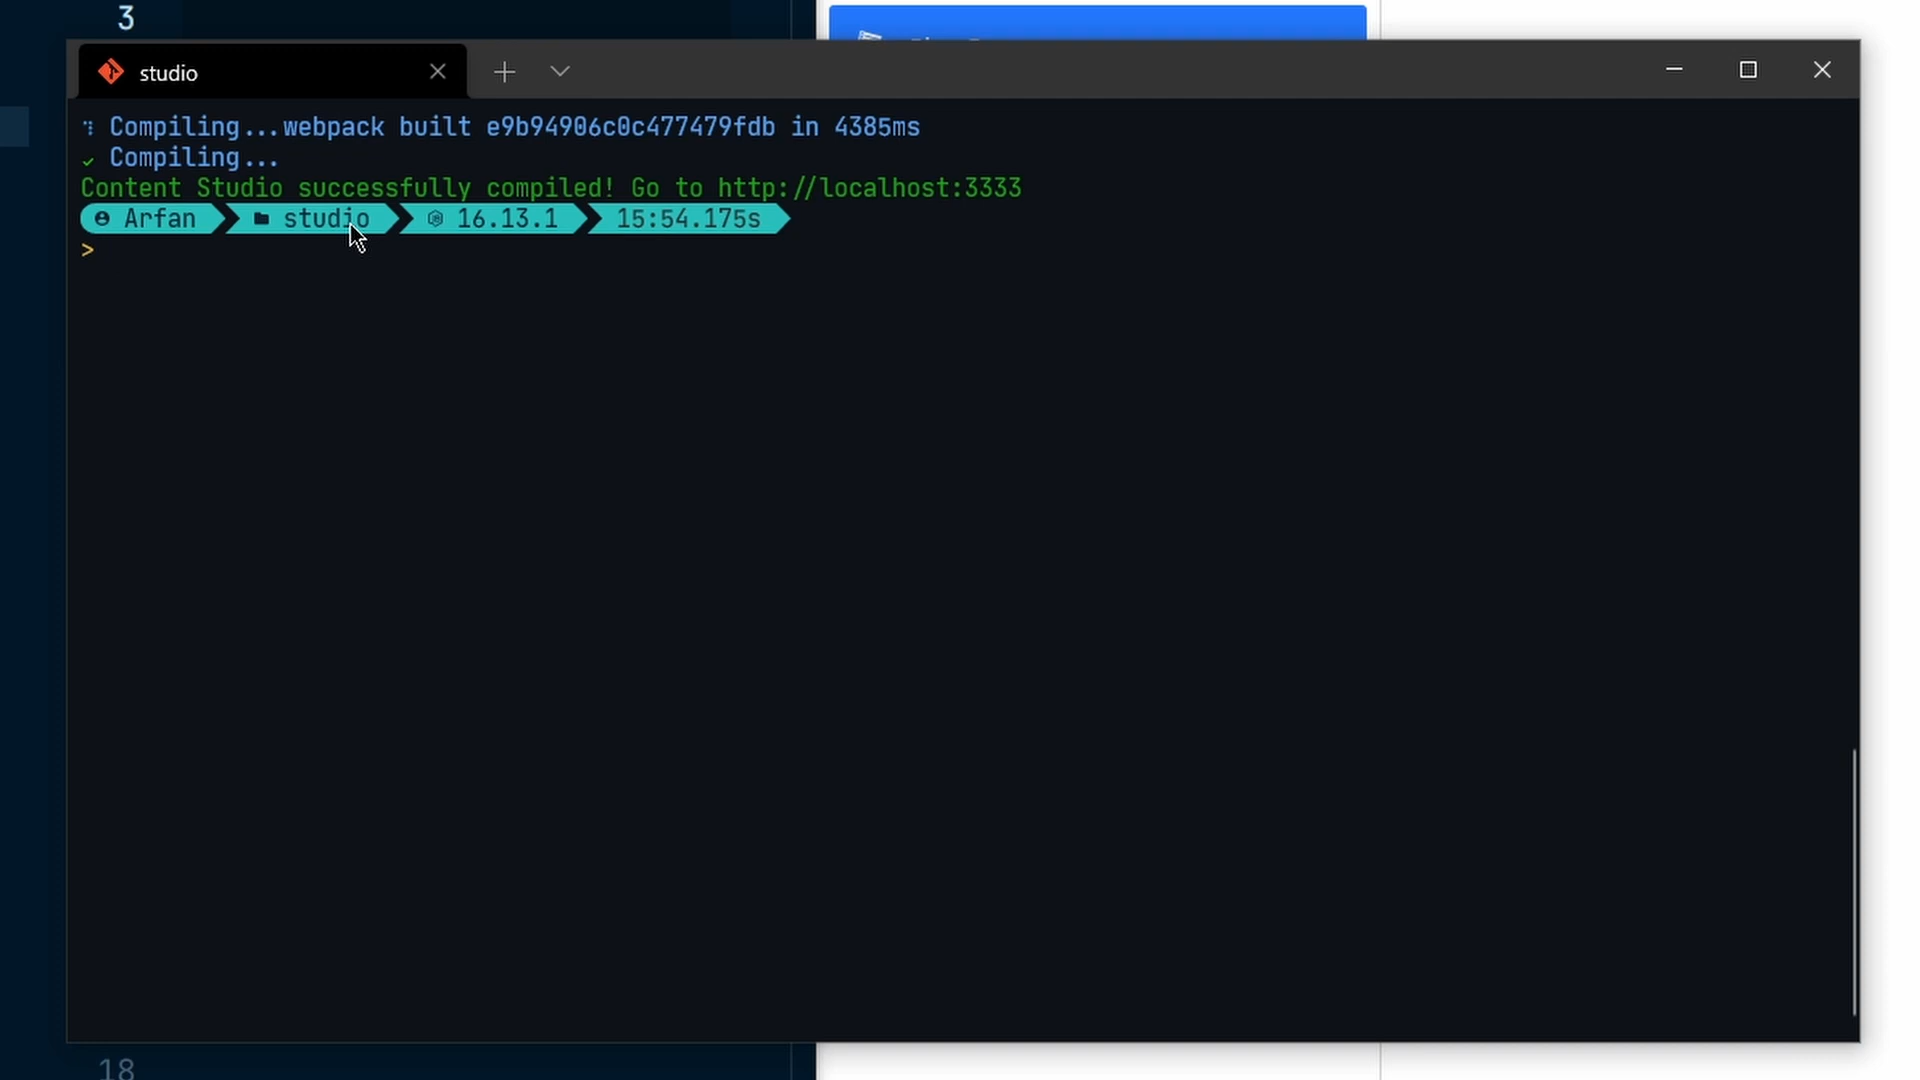 3
studio
Compiling...webpack built e9b94906c0c477479fdb in 4385ms
Compiling...
Content Studio successfully compiled! Go to http://localhost:3333
Arfan studio 16.13.1 15:54.175s
>
18